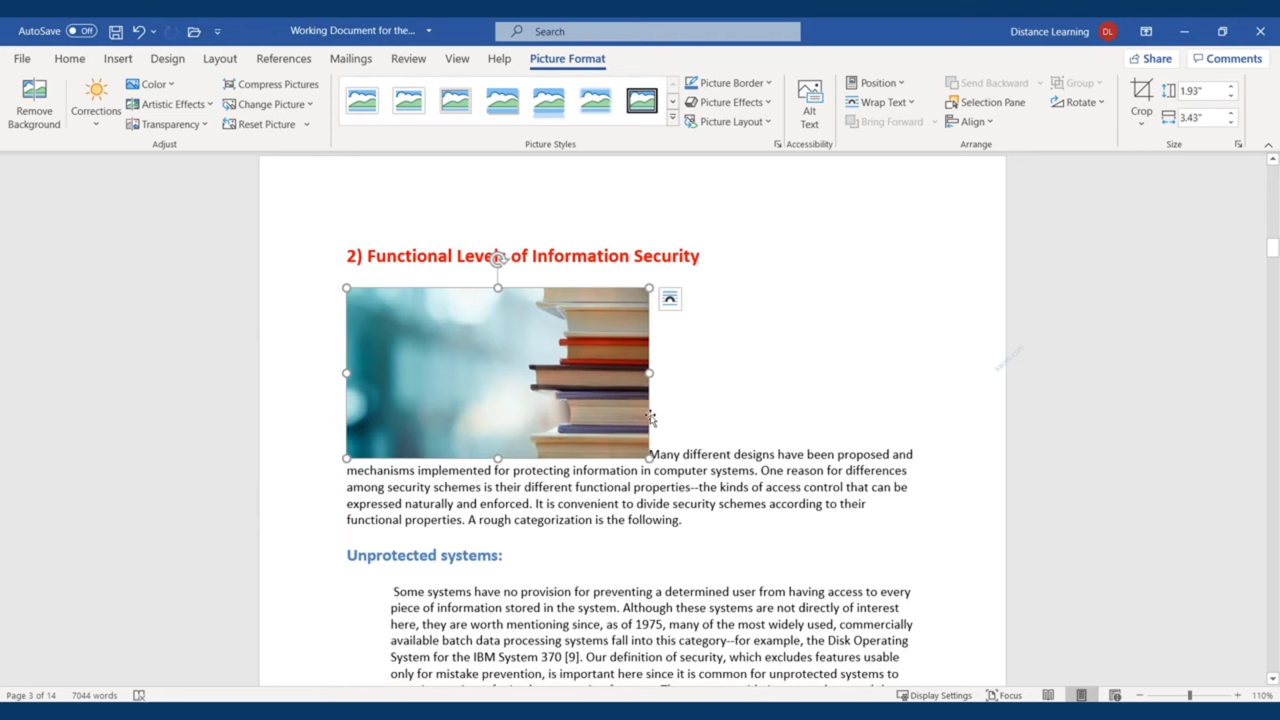 AutoSave Off Working Document for the... Search Distance Learning DL
File Home Insert Draw Design Layout References Mailings Review View Help Picture Format Share Comments
Remove Background
Corrections
Color
Artistic Effects
Transparency
Compress Pictures
Change Picture
Reset Picture
Adjust
Picture Styles
Picture Border
Picture Effects
Picture Layout
Alt Text
Accessibility
Position
Wrap Text
Bring Forward
Send Backward
Selection Pane
Align
Group
Rotate
Arrange
Crop
1.93"
3.43"
Size
2) Functional Levels of Information Security
Many different designs have been proposed and
mechanisms implemented for protecting information in computer systems. One reason for differences
among security schemes is their different functional properties--the kinds of access control that can be
expressed naturally and enforced. It is convenient to divide security schemes according to their
functional properties. A rough categorization is the following.
Unprotected systems:
Some systems have no provision for preventing a determined user from having access to every
piece of information stored in the system. Although these systems are not directly of interest
here, they are worth mentioning since, as of 1975, many of the most widely used, commercially
available batch data processing systems fall into this category--for example, the Disk Operating
System for the IBM System 370 [9]. Our definition of security, which excludes features usable
only for mistake prevention, is important here since it is common for unprotected systems to
Page 3 of 14 7044 words Display Settings Focus 110%